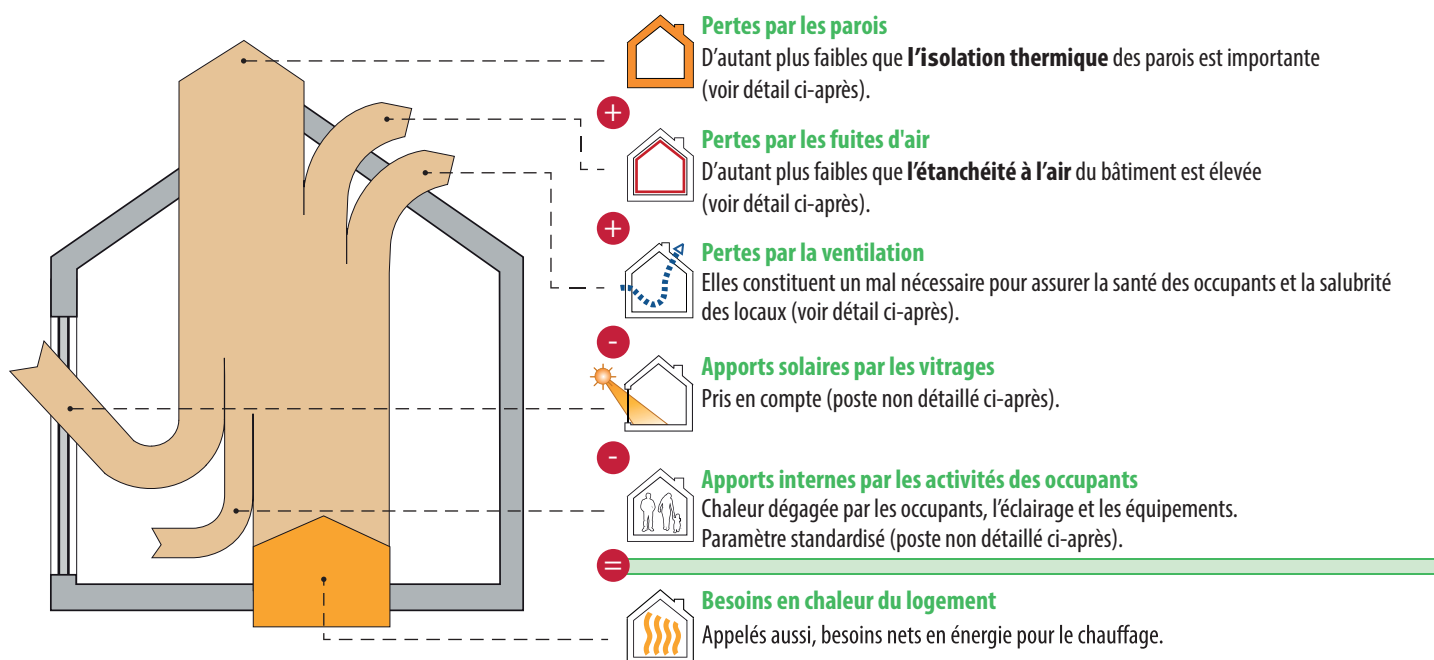 Pertes par les parois
D'autant plus faibles que l'isolation thermique des parois est importante
(voir détail ci-après).
+
Pertes par les fuites d'air
D'autant plus faibles que l'étanchéité à l'air du bâtiment est élevée
(voir détail ci-après).
+
Pertes par la ventilation
Elles constituent un mal nécessaire pour assurer la santé des occupants et la salubrité
des locaux (voir détail ci-après).
-
Apports solaires par les vitrages
Pris en compte (poste non détaillé ci-après).
-
Apports internes par les activités des occupants
Chaleur dégagée par les occupants, l'éclairage et les équipements.
Paramètre standardisé (poste non détaillé ci-après).
=
Besoins en chaleur du logement
Appelés aussi, besoins nets en énergie pour le chauffage.